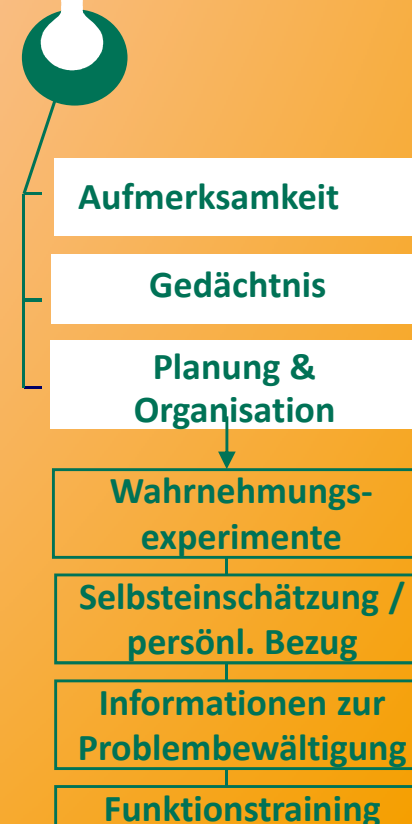 Aufmerksamkeit
Gedächtnis
Planung &
Organisation
Wahrnehmungs-
experimente
Selbsteinschätzung /
persönl. Bezug
Informationen zur
Problembewältigung
Funktionstraining